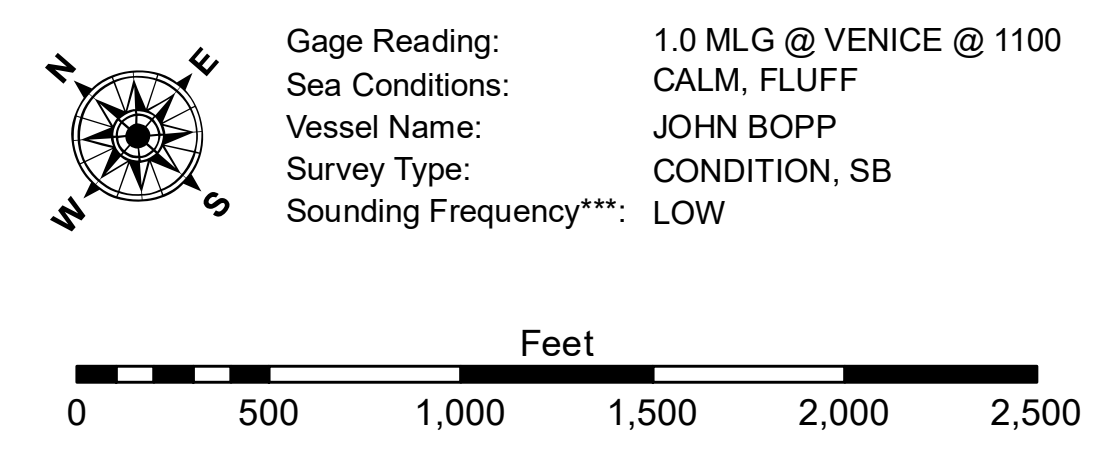 N E
W S
Gage Reading: 1.0 MLG @ VENICE @ 1100
Sea Conditions: CALM, FLUFF
Vessel Name: JOHN BOPP
Survey Type: CONDITION, SB
Sounding Frequency***: LOW
Feet
0 500 1,000 1,500 2,000 2,500